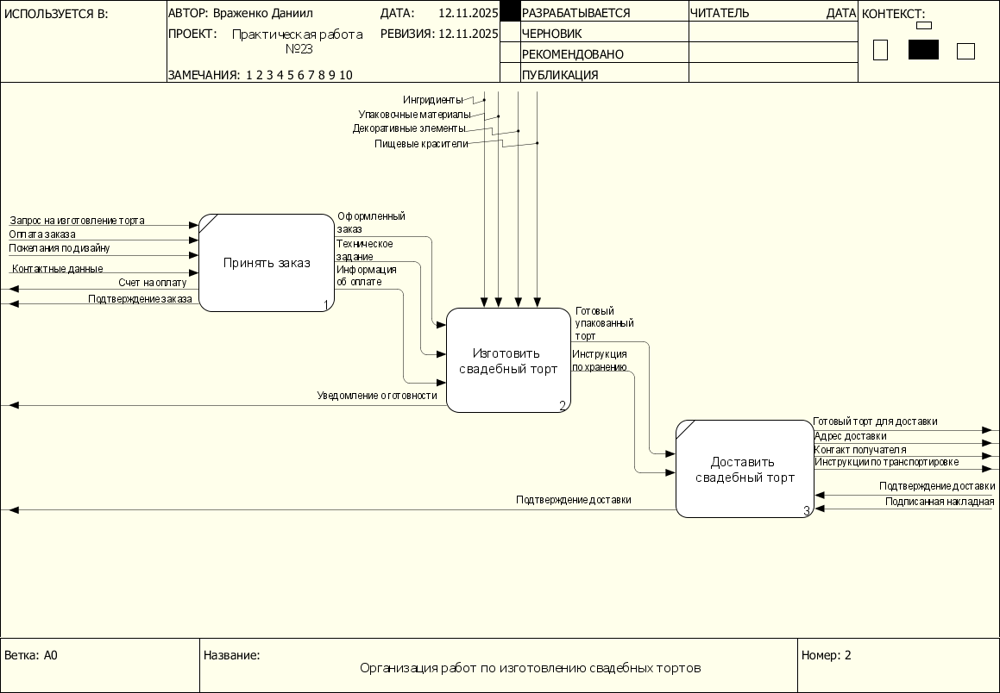 ИСПОЛЬЗУЕТСЯ В:
АВТОР: Враженко Даниил
ДАТА: 12.11.2025
ПРОЕКТ: Практическая работа
№23
РЕВИЗИЯ: 12.11.2025
ЗАМЕЧАНИЯ: 1 2 3 4 5 6 7 8 9 10
РАЗРАБАТЫВАЕТСЯ
ЧЕРНОВИК
РЕКОМЕНДОВАНО
ПУБЛИКАЦИЯ
ЧИТАТЕЛЬ ДАТА
КОНТЕКСТ:
Ингридиенты
Упаковочные материалы
Декоративные элементы
Пищевые красители
Запрос на изготовление торта
Оплата заказа
Пожелания по дизайну
Контактные данные
Счет на оплату
Подтверждение заказа
Принять заказ
1
Оформленный
заказ
Техническое
задание
Информация
об оплате
Изготовить
свадебный торт
2
Уведомление о готовности
Готовый
упакованный
торт
Инструкция
по хранению
Доставить
свадебный торт
3
Готовый торт для доставки
Адрес доставки
Контакт получателя
Инструкции по транспортировке
Подтверждение доставки
Подписанная накладная
Подтверждение доставки
Ветка: A0
Название:
Организация работ по изготовлению свадебных тортов
Номер: 2